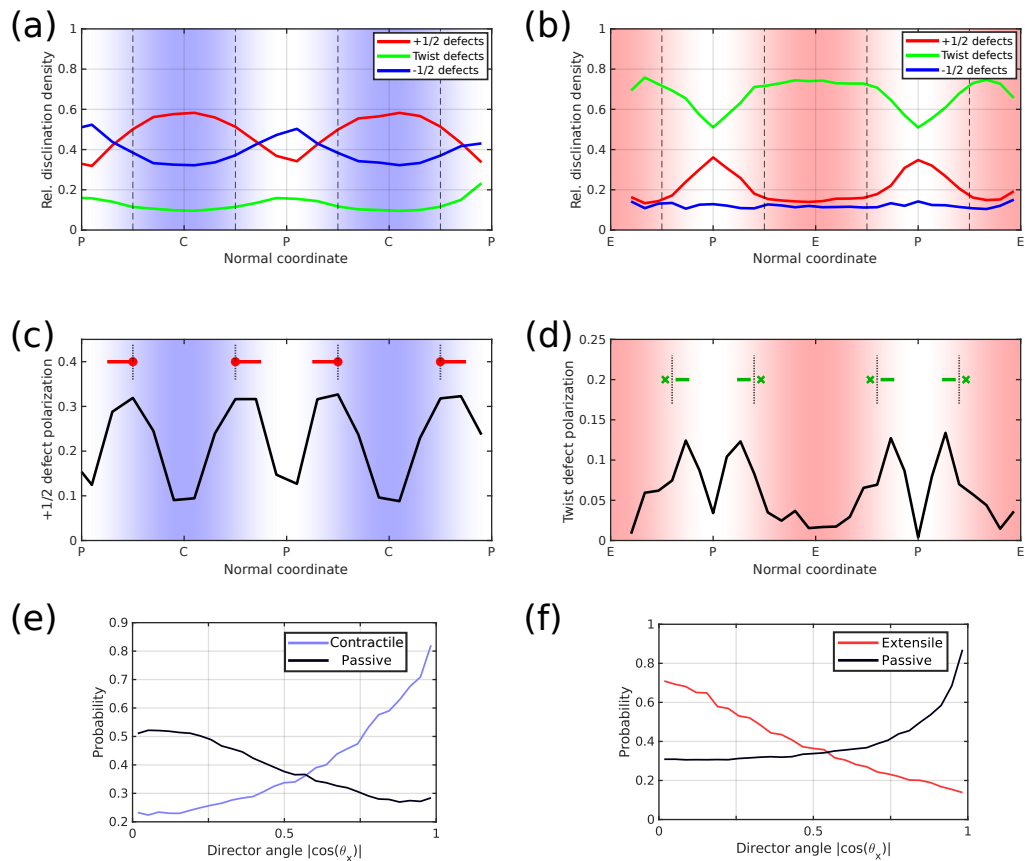 (a)
1
0.8
0.6
0.4
0.2
0
Rel. disclination density
+1/2 defects
Twist defects
-1/2 defects
P C P C P
Normal coordinate
(b)
1
0.8
0.6
0.4
0.2
0
Rel. disclination density
+1/2 defects
Twist defects
-1/2 defects
E P E P E
Normal coordinate
(c)
0.4
0.3
0.2
0.1
0
+1/2 defect polarization
P C P C P
Normal coordinate
(d)
0.25
0.2
0.15
0.1
0.05
0
Twist defect polarization
E P E P E
Normal coordinate
(e)
0.9
0.8
0.7
0.6
0.5
0.4
0.3
0.2
Probability
Contractile
Passive
0 0.5 1
Director angle |cos(θx)|
(f)
1
0.8
0.6
0.4
0.2
0
Probability
Extensile
Passive
0 0.5 1
Director angle |cos(θx)|